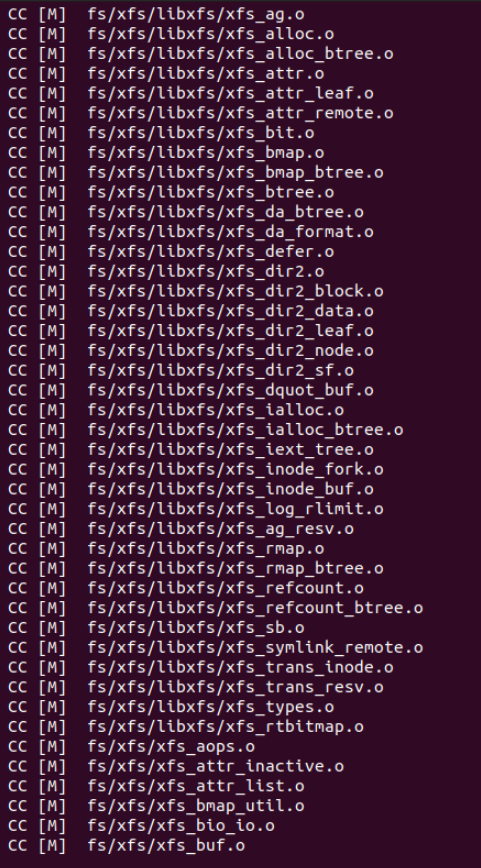 CC [M]  fs/xfs/libxfs/xfs_ag.o
CC [M]  fs/xfs/libxfs/xfs_alloc.o
CC [M]  fs/xfs/libxfs/xfs_alloc_btree.o
CC [M]  fs/xfs/libxfs/xfs_attr.o
CC [M]  fs/xfs/libxfs/xfs_attr_leaf.o
CC [M]  fs/xfs/libxfs/xfs_attr_remote.o
CC [M]  fs/xfs/libxfs/xfs_bit.o
CC [M]  fs/xfs/libxfs/xfs_bmap.o
CC [M]  fs/xfs/libxfs/xfs_bmap_btree.o
CC [M]  fs/xfs/libxfs/xfs_btree.o
CC [M]  fs/xfs/libxfs/xfs_da_btree.o
CC [M]  fs/xfs/libxfs/xfs_da_format.o
CC [M]  fs/xfs/libxfs/xfs_defer.o
CC [M]  fs/xfs/libxfs/xfs_dir2.o
CC [M]  fs/xfs/libxfs/xfs_dir2_block.o
CC [M]  fs/xfs/libxfs/xfs_dir2_data.o
CC [M]  fs/xfs/libxfs/xfs_dir2_leaf.o
CC [M]  fs/xfs/libxfs/xfs_dir2_node.o
CC [M]  fs/xfs/libxfs/xfs_dir2_sf.o
CC [M]  fs/xfs/libxfs/xfs_dquot_buf.o
CC [M]  fs/xfs/libxfs/xfs_ialloc.o
CC [M]  fs/xfs/libxfs/xfs_ialloc_btree.o
CC [M]  fs/xfs/libxfs/xfs_iext_tree.o
CC [M]  fs/xfs/libxfs/xfs_inode_fork.o
CC [M]  fs/xfs/libxfs/xfs_inode_buf.o
CC [M]  fs/xfs/libxfs/xfs_log_rlimit.o
CC [M]  fs/xfs/libxfs/xfs_ag_resv.o
CC [M]  fs/xfs/libxfs/xfs_rmap.o
CC [M]  fs/xfs/libxfs/xfs_rmap_btree.o
CC [M]  fs/xfs/libxfs/xfs_refcount.o
CC [M]  fs/xfs/libxfs/xfs_refcount_btree.o
CC [M]  fs/xfs/libxfs/xfs_sb.o
CC [M]  fs/xfs/libxfs/xfs_symlink_remote.o
CC [M]  fs/xfs/libxfs/xfs_trans_inode.o
CC [M]  fs/xfs/libxfs/xfs_trans_resv.o
CC [M]  fs/xfs/libxfs/xfs_types.o
CC [M]  fs/xfs/libxfs/xfs_rtbitmap.o
CC [M]  fs/xfs/xfs_aops.o
CC [M]  fs/xfs/xfs_attr_inactive.o
CC [M]  fs/xfs/xfs_attr_list.o
CC [M]  fs/xfs/xfs_bmap_util.o
CC [M]  fs/xfs/xfs_bio_io.o
CC [M]  fs/xfs/xfs_buf.o